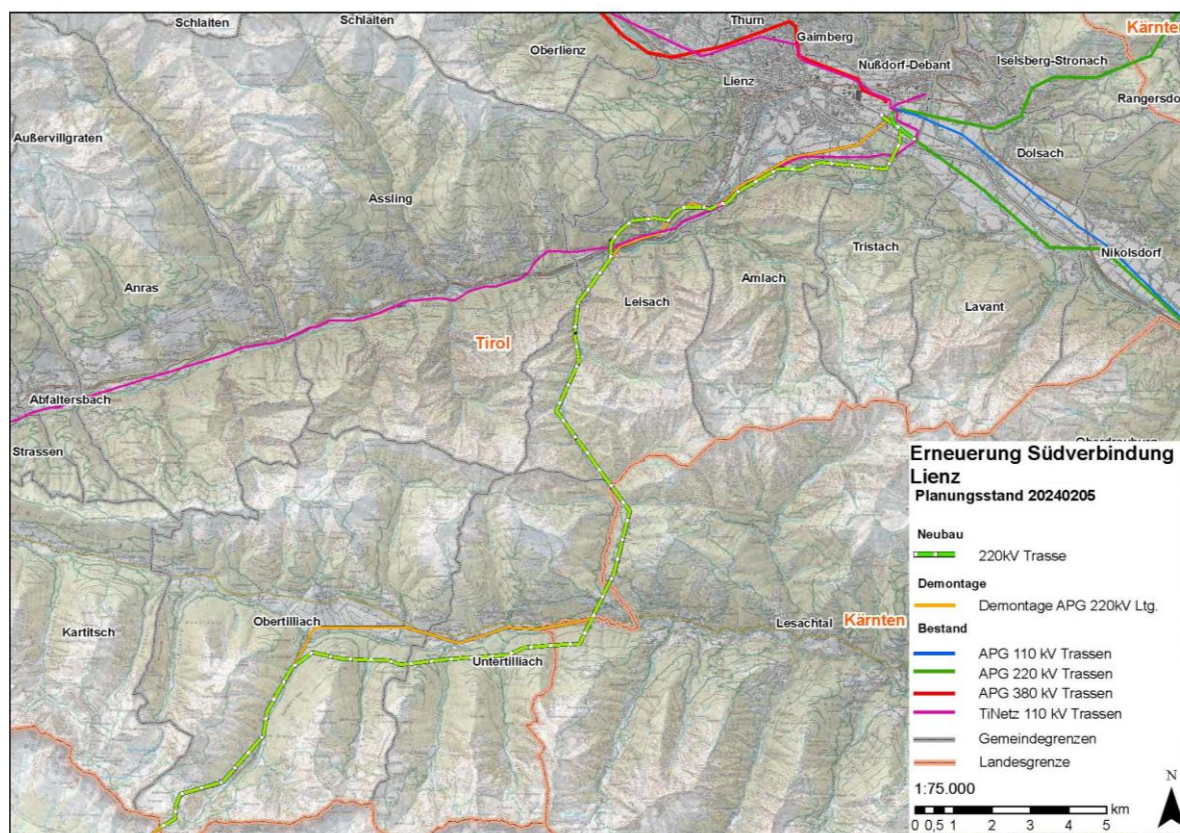 Schlaiten
Schlaiten
Thurn
Kärnten
Gaimberg
Oberlienz
Nußdorf-Debant
Iselsberg-Stronach
Lienz
Rangersdo
Außervillgraten
Dölsach
Assling
Tristach
Nikolsdorf
Amlach
Anras
Leisach
Lavant
Tirol
Abfaltersbach
Strassen
Oberdrauburg
Erneuerung Südverbindung
Lienz
Planungsstand 20240205
Neubau
220kV Trasse
Demontage
Demontage APG 220kV Ltg.
Bestand
APG 110 kV Trassen
APG 220 kV Trassen
APG 380 kV Trassen
TiNetz 110 kV Trassen
Gemeindegrenzen
Landesgrenze
1:75.000
km
0 0,5 1 2 3 4 5
N
Obertilliach
Kärnten
Lesachtal
Kartitsch
Untertilliach